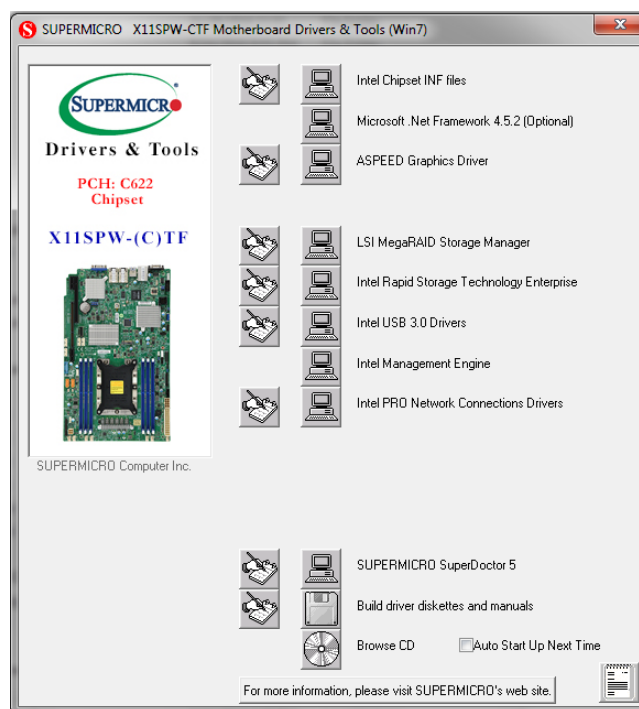 SUPERMICRO X11SPW-CTF Motherboard Drivers & Tools (Win7)
SUPERMICRO
Drivers & Tools
PCH: C622
Chipset
X11SPW-(C)TF
SUPERMICRO Computer Inc.
Intel Chipset INF files
Microsoft .Net Framework 4.5.2 (Optional)
ASPEED Graphics Driver
LSI MegaRAID Storage Manager
Intel Rapid Storage Technology Enterprise
Intel USB 3.0 Drivers
Intel Management Engine
Intel PRO Network Connections Drivers
SUPERMICRO SuperDoctor 5
Build driver diskettes and manuals
Browse CD Auto Start Up Next Time
For more information, please visit SUPERMICRO's web site.